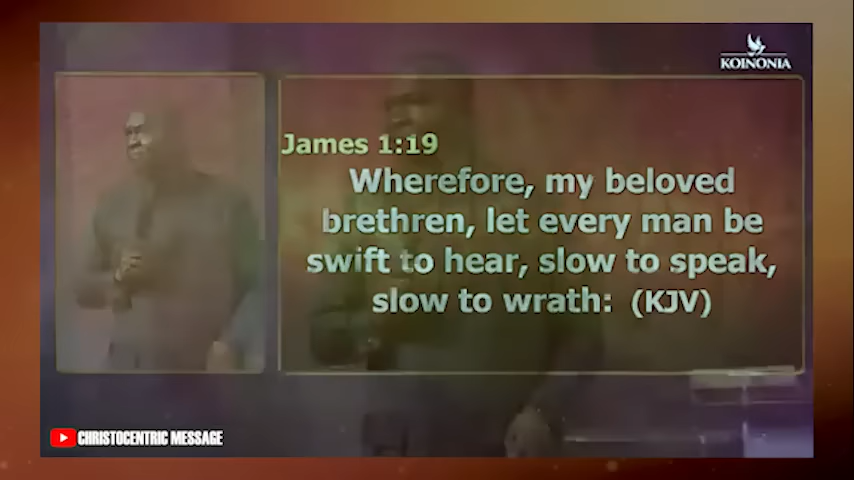 KOINONIA
James 1:19
Wherefore, my beloved
brethren, let every man be
swift to hear, slow to speak,
slow to wrath: (KJV)
CHRISTOCENTRIC MESSAGE